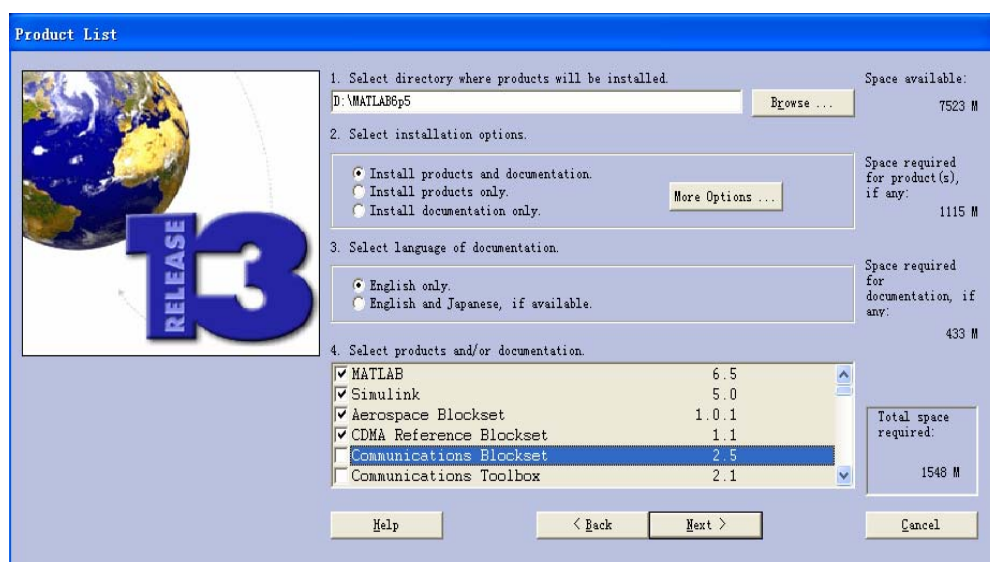 Product List
1. Select directory where products will be installed.
D:\MATLAB6p5
Browse ...
Space available:
7523 M
2. Select installation options.
Install products and documentation.
Install products only.
Install documentation only.
More Options ...
Space required
for product(s),
if any:
1115 M
3. Select language of documentation.
English only.
English and Japanese, if available.
Space required
for
documentation, if
any:
433 M
4. Select products and/or documentation.
MATLAB 6.5
Simulink 5.0
Aerospace Blockset 1.0.1
CDMA Reference Blockset 1.1
Communications Blockset 2.5
Communications Toolbox 2.1
Total space
required:
1548 M
RELEASE
13
Help
< Back
Next >
Cancel